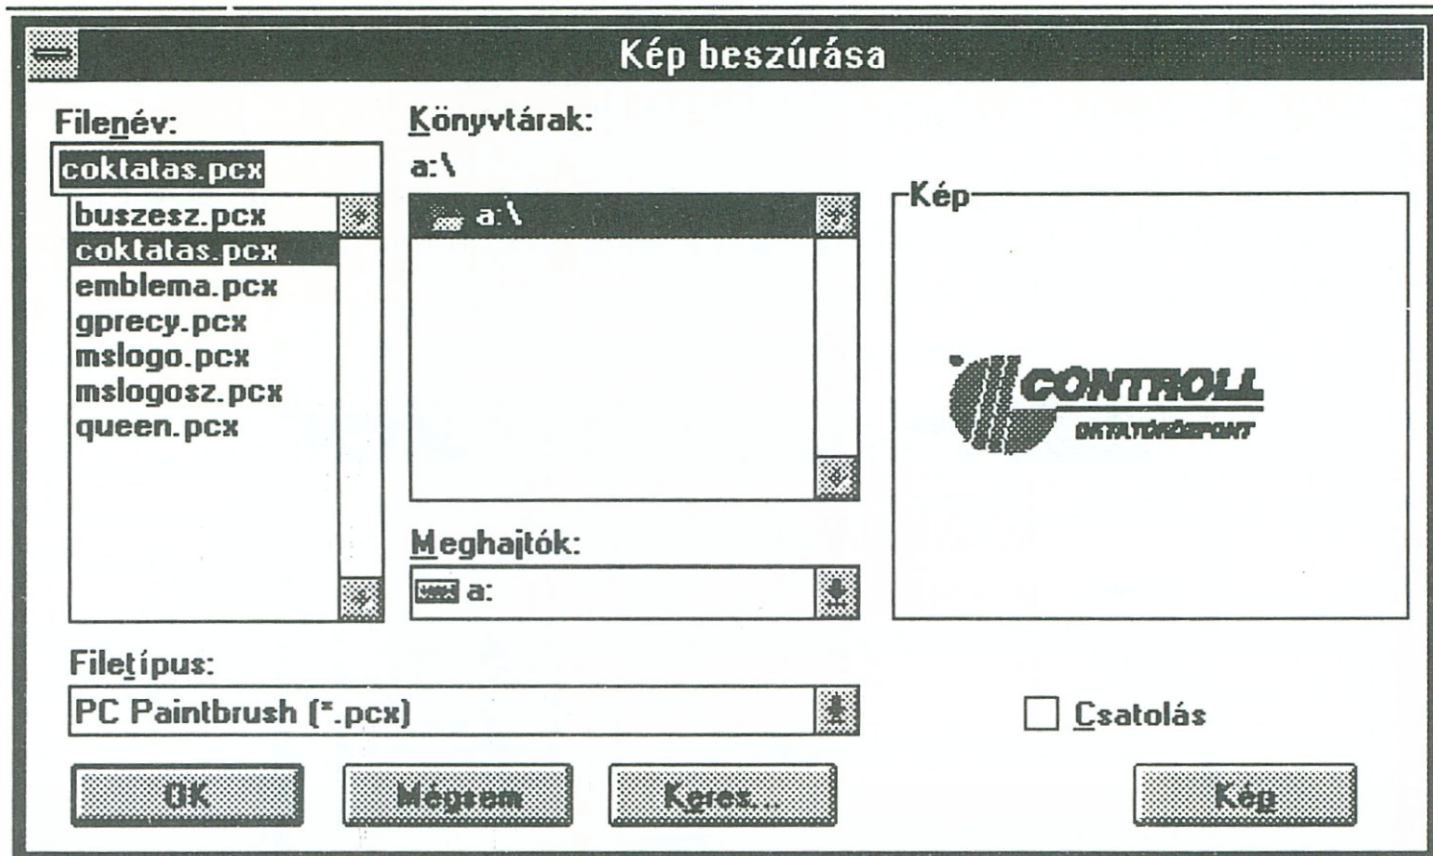 Kép beszúrása
Filenév:
coktatas.pcx
buszesz.pcx
coktatas.pcx
emblema.pcx
gprecy.pcx
mslogo.pcx
mslogosz.pcx
queen.pcx
Könyvtárak:
a:\
a:\
Meghajtók:
a:
Kép
CONTROLL
OKTATÓKÖZPONT
Filetípus:
PC Paintbrush (*.pcx)
Csatolás
OK
Mégsem
Keres...
Kép